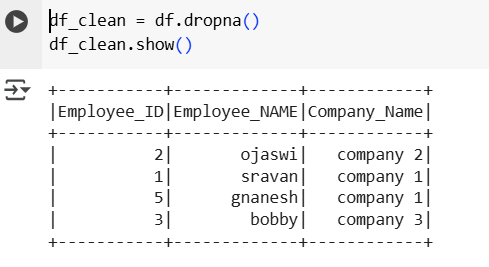 df_clean = df.dropna()
df_clean.show()
+-----------+-------------+------------+
|Employee_ID|Employee_NAME|Company_Name|
+-----------+-------------+------------+
|          2|       ojaswi|   company 2|
|          1|       sravan|   company 1|
|          5|      gnanesh|   company 1|
|          3|        bobby|   company 3|
+-----------+-------------+------------+